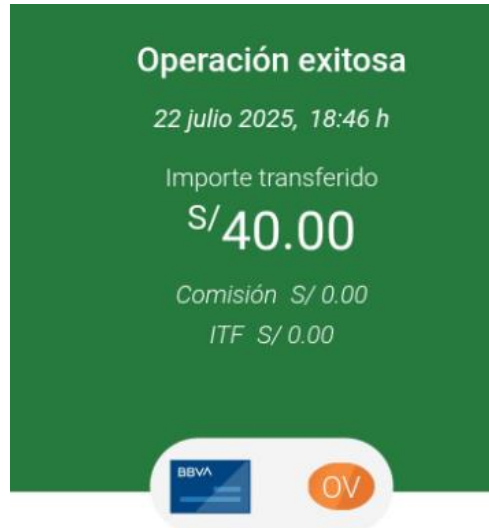 Operación exitosa
22 julio 2025, 18:46 h
Importe transferido
S/40.00
Comisión S/ 0.00
ITF S/ 0.00
BBVA
OV